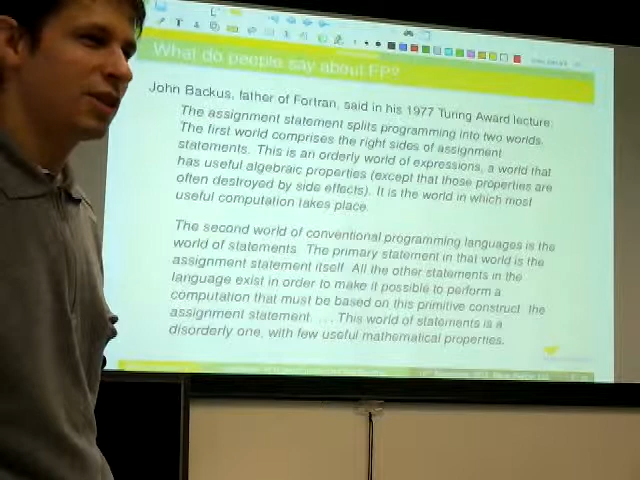 What do people say about FP?
John Backus, father of Fortran, said in his 1977 Turing Award lecture:
The assignment statement splits programming into two worlds.
The first world comprises the right sides of assignment
statements. This is an orderly world of expressions, a world that
has useful algebraic properties (except that those properties are
often destroyed by side effects). It is the world in which most
useful computation takes place.
The second world of conventional programming languages is the
world of statements. The primary statement in that world is the
assignment statement itself. All the other statements in the
language exist in order to make it possible to perform a
computation that must be based on this primitive construct the
assignment statement. ... This world of statements is a
disorderly one, with few useful mathematical properties.